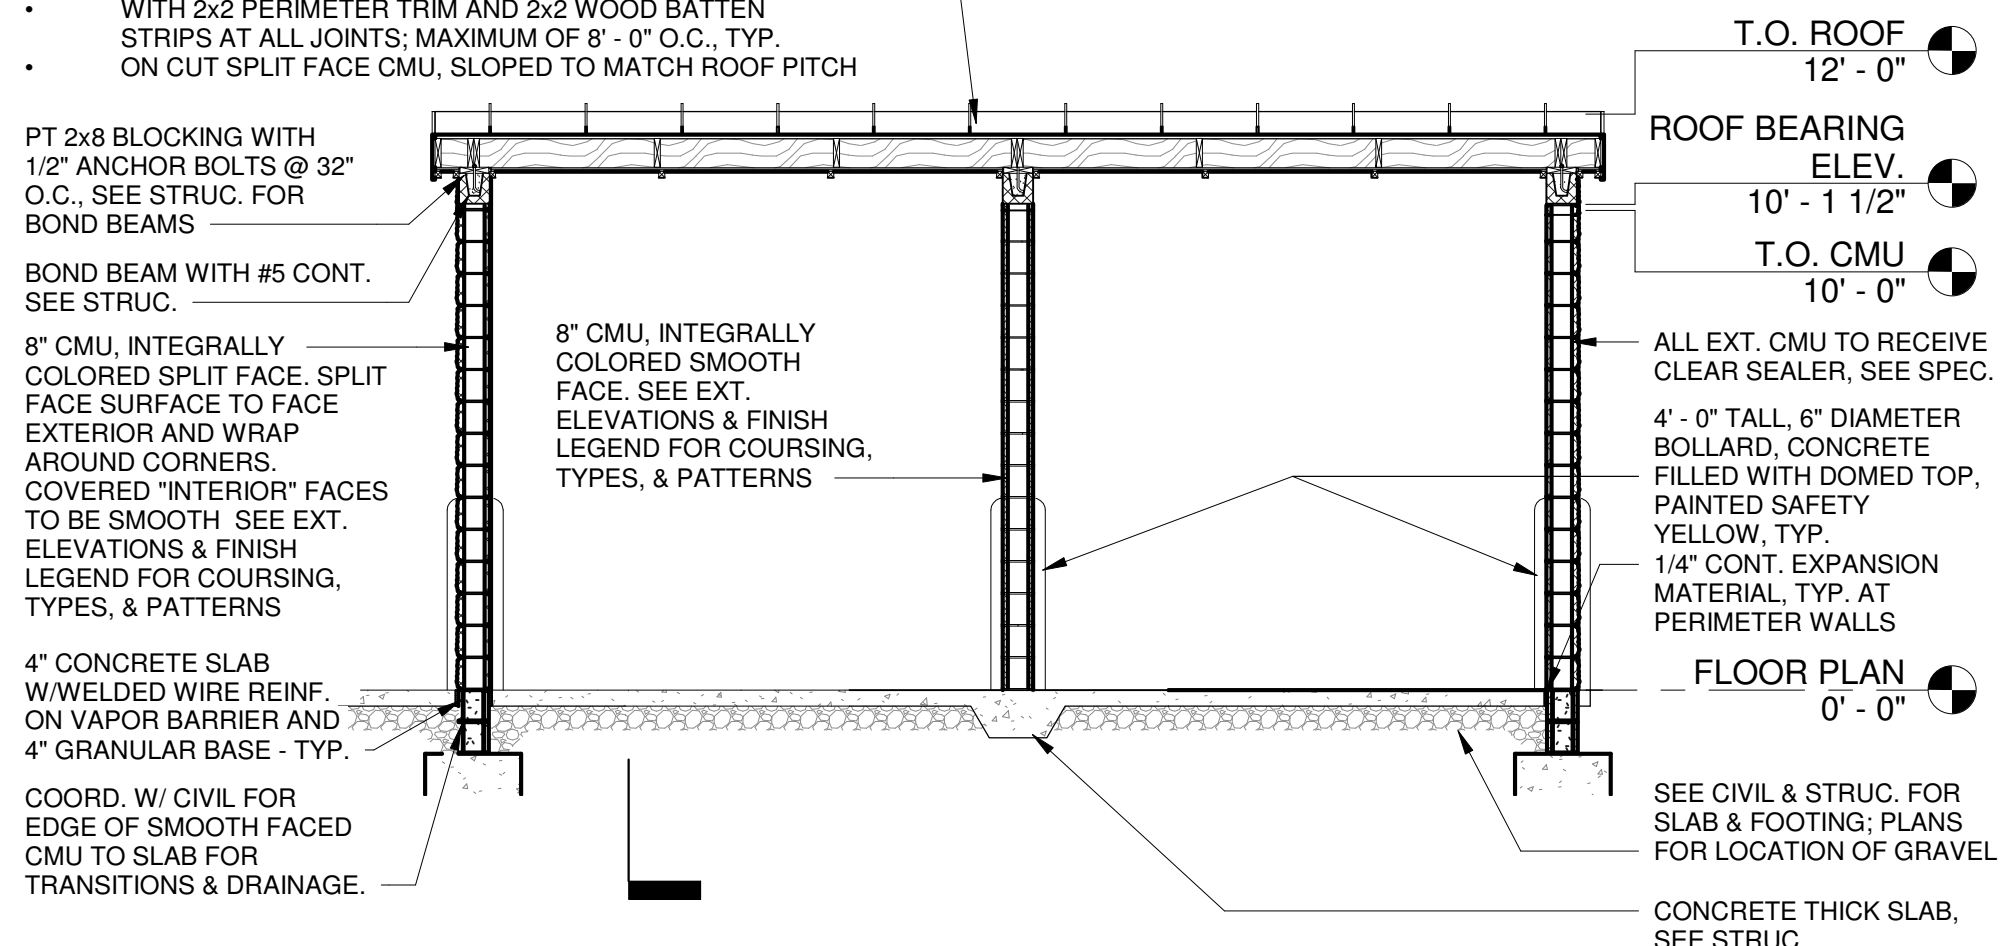 • WITH 2x2 PERIMETER TRIM AND 2x2 WOOD BATTEN
STRIPS AT ALL JOINTS; MAXIMUM OF 8' - 0" O.C., TYP.
• ON CUT SPLIT FACE CMU, SLOPED TO MATCH ROOF PITCH
PT 2x8 BLOCKING WITH
1/2" ANCHOR BOLTS @ 32"
O.C., SEE STRUC. FOR
BOND BEAMS
BOND BEAM WITH #5 CONT.
SEE STRUC.
8" CMU, INTEGRALLY
COLORED SPLIT FACE. SPLIT
FACE SURFACE TO FACE
EXTERIOR AND WRAP
AROUND CORNERS.
COVERED "INTERIOR" FACES
TO BE SMOOTH  SEE EXT.
ELEVATIONS & FINISH
LEGEND FOR COURSING,
TYPES, & PATTERNS
4" CONCRETE SLAB
W/WELDED WIRE REINF.
ON VAPOR BARRIER AND
4" GRANULAR BASE - TYP.
COORD. W/ CIVIL FOR
EDGE OF SMOOTH FACED
CMU TO SLAB FOR
TRANSITIONS & DRAINAGE.
8" CMU, INTEGRALLY
COLORED SMOOTH
FACE. SEE EXT.
ELEVATIONS & FINISH
LEGEND FOR COURSING,
TYPES, & PATTERNS
T.O. ROOF
12' - 0"
ROOF BEARING
ELEV.
10' - 1 1/2"
T.O. CMU
10' - 0"
ALL EXT. CMU TO RECEIVE
CLEAR SEALER, SEE SPEC.
4' - 0" TALL, 6" DIAMETER
BOLLARD, CONCRETE
FILLED WITH DOMED TOP,
PAINTED SAFETY
YELLOW, TYP.
1/4" CONT. EXPANSION
MATERIAL, TYP. AT
PERIMETER WALLS
FLOOR PLAN
0' - 0"
SEE CIVIL & STRUC. FOR
SLAB & FOOTING; PLANS
FOR LOCATION OF GRAVEL
CONCRETE THICK SLAB,
SEE STRUC